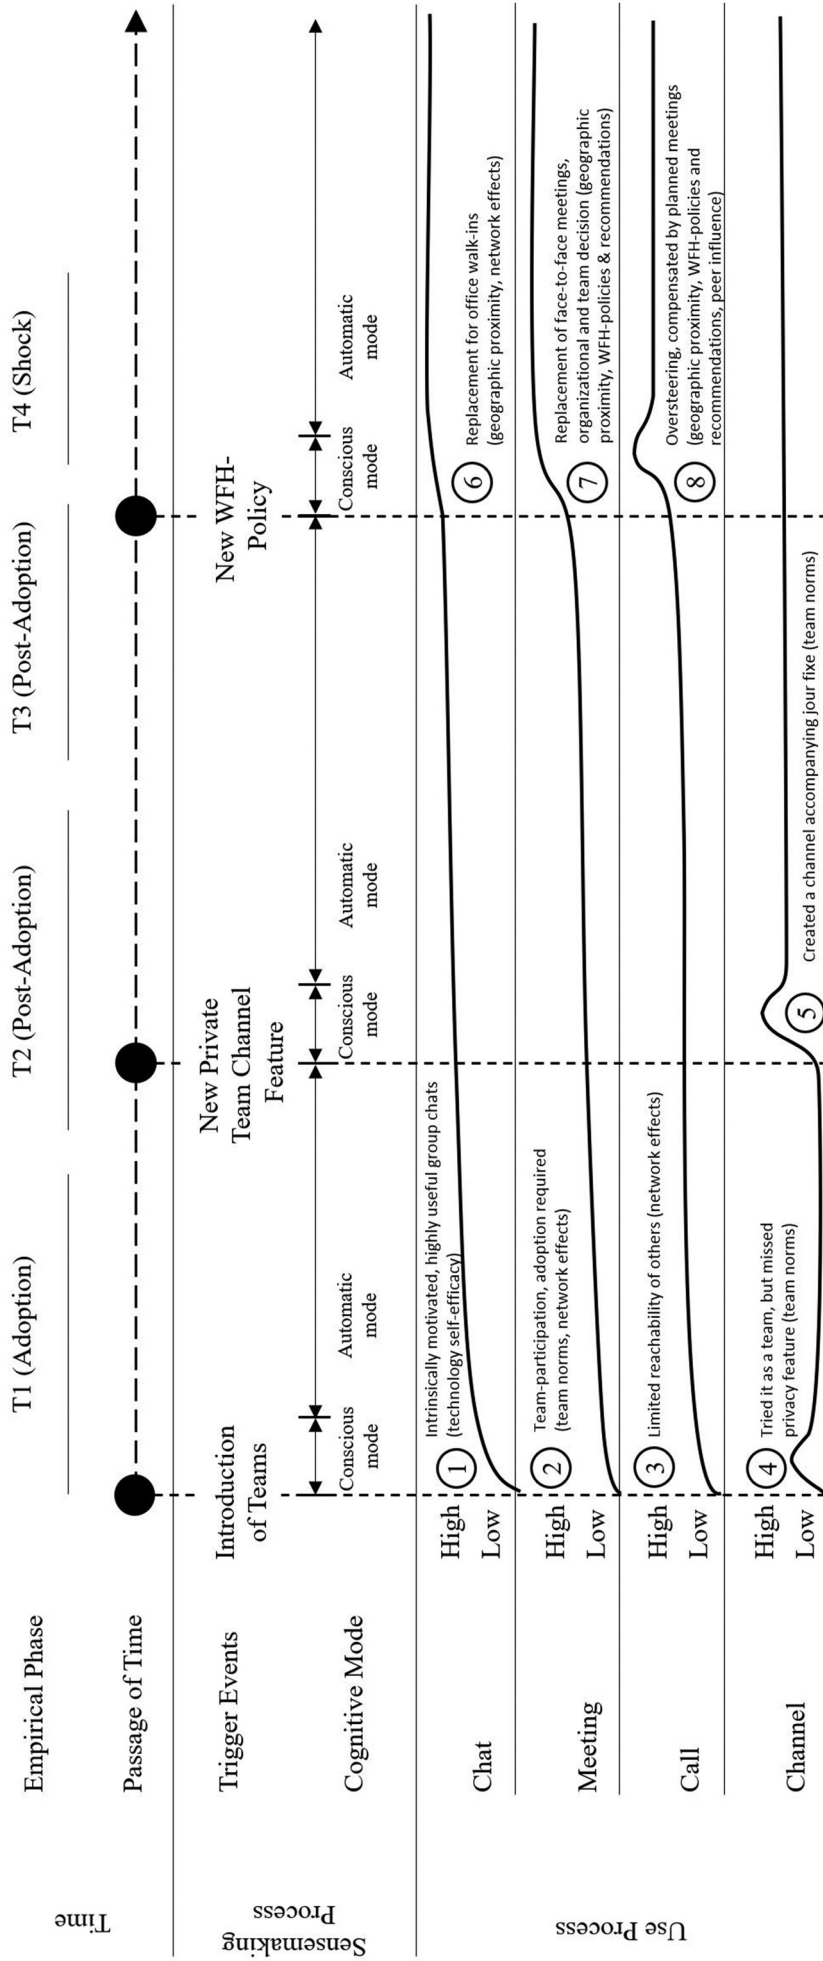 Time
Empirical Phase
T1 (Adoption)
T2 (Post-Adoption)
T3 (Post-Adoption)
T4 (Shock)
Passage of Time
Sensemaking
Process
Trigger Events
Introduction
of Teams
New Private
Team Channel
Feature
New WFH-
Policy
Cognitive Mode
Conscious
mode
Automatic
mode
Conscious
mode
Automatic
mode
Conscious
mode
Automatic
mode
Use Process
Chat
High
Low
1
Intrinsically motivated, highly useful group chats
(technology self-efficacy)
6
Replacement for office walk-ins
(geographic proximity, network effects)
Meeting
High
Low
2
Team-participation, adoption required
(team norms, network effects)
7
Replacement of face-to-face meetings,
organizational and team decision (geographic
proximity, WFH-policies & recommendations)
Call
High
Low
3
Limited reachability of others (network effects)
8
Oversteering, compensated by planned meetings
(geographic proximity, WFH-policies and
recommendations, peer influence)
Channel
High
Low
4
Tried it as a team, but missed
privacy feature (team norms)
5
Created a channel accompanying jour fixe (team norms)